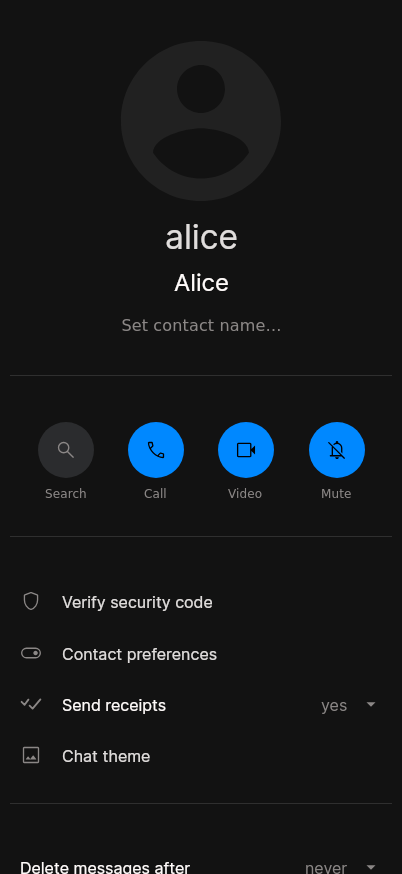 alice
Alice
Set contact name...
Search Call Video Mute
Verify security code
Contact preferences
Send receipts yes
Chat theme
Delete messages after never